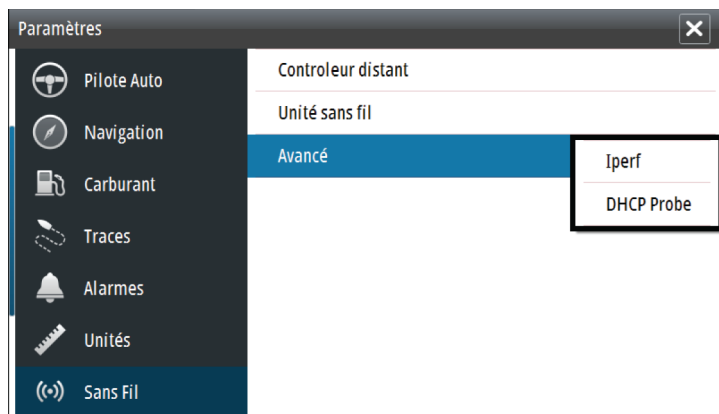 Paramètres
Pilote Auto
Navigation
Carburant
Traces
Alarmes
Unités
Sans Fil
Controleur distant
Unité sans fil
Avancé
Iperf
DHCP Probe